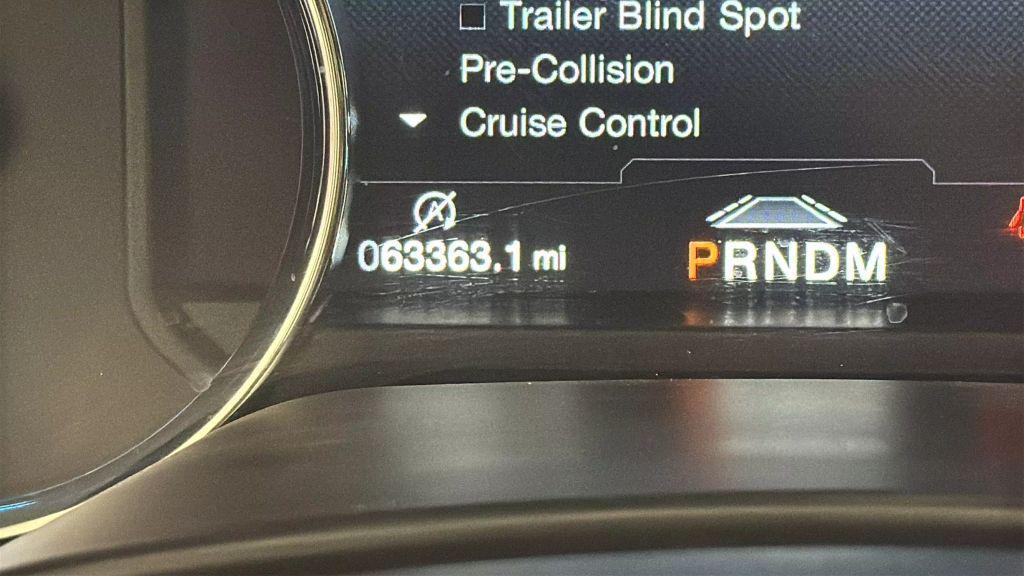 Trailer Blind Spot
Pre-Collision
Cruise Control
A
063363.1 mi
PRNDM